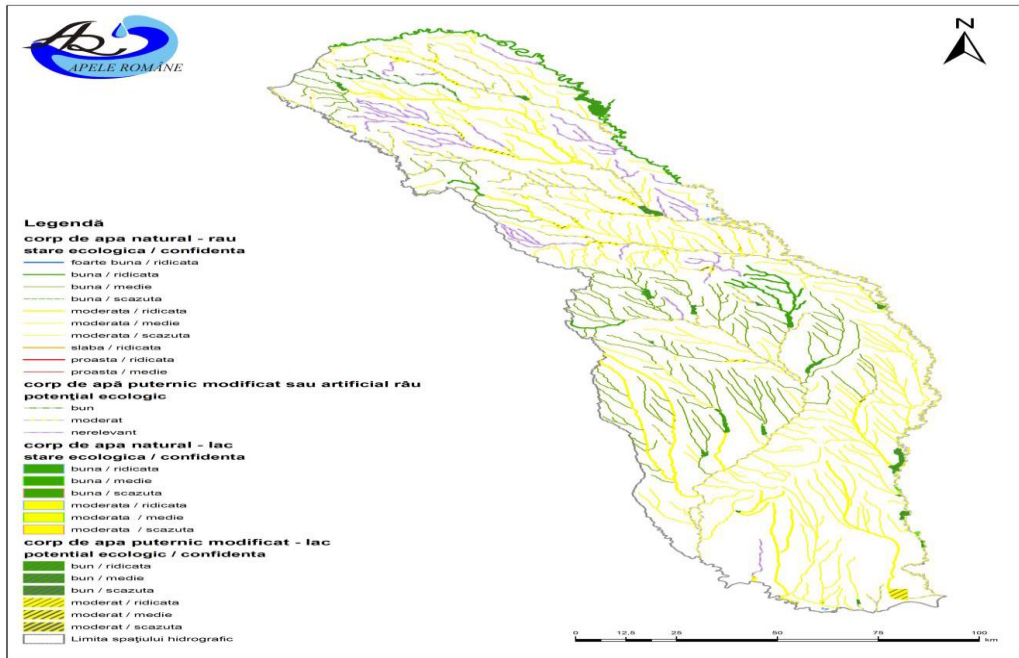 APELE ROMÂNE
N
Legendă
corp de apa natural - rau
stare ecologica / confidenta
foarte buna / ridicata
buna / ridicata
buna / medie
buna / scazuta
moderata / ridicata
moderata / medie
moderata / scazuta
slaba / ridicata
proasta / ridicata
proasta / medie
corp de apă puternic modificat sau artificial râu
potențial ecologic
bun
moderat
nerelevant
corp de apa natural - lac
stare ecologica / confidenta
buna / ridicata
buna / medie
buna / scazuta
moderata / ridicata
moderata / medie
moderata / scazuta
corp de apa puternic modificat - lac
potential ecologic / confidenta
bun / ridicata
bun / medie
bun / scazuta
moderat / ridicata
moderat / medie
moderat / scazuta
Limita spațiului hidrografic
0 12,5 25 50 75 100
km